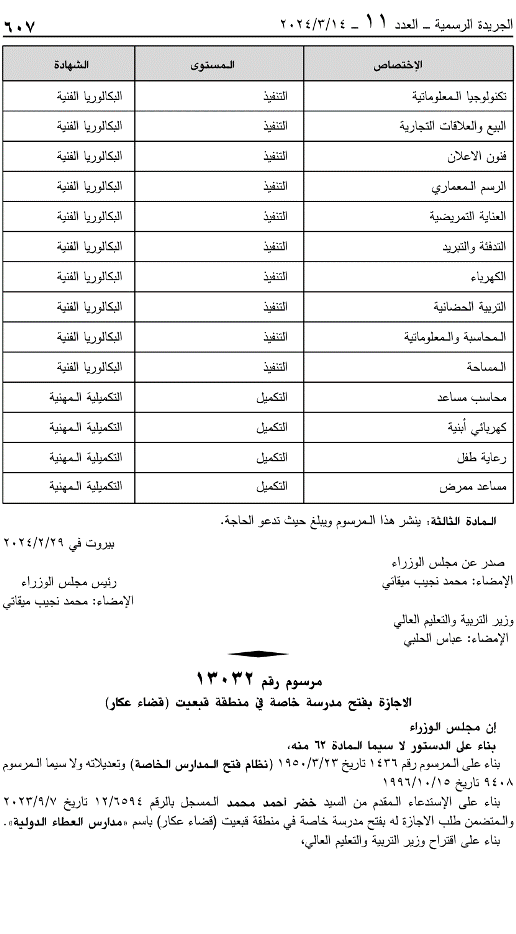 الجريدة الرسمية ــ العدد ١١ ــ ٢٠٢٤/٣/١٤ ٦٠٧
الإختصاص المستوى الشهادة
تكنولوجيا المعلوماتية التنفيذ البكالوريا الفنية
البيع والعلاقات التجارية التنفيذ البكالوريا الفنية
فنون الاعلان التنفيذ البكالوريا الفنية
الرسم المعماري التنفيذ البكالوريا الفنية
العناية التمريضية التنفيذ البكالوريا الفنية
التدفئة والتبريد التنفيذ البكالوريا الفنية
الكهرباء التنفيذ البكالوريا الفنية
التربية الحضانية التنفيذ البكالوريا الفنية
المحاسبة والمعلوماتية التنفيذ البكالوريا الفنية
المساحة التنفيذ البكالوريا الفنية
محاسب مساعد التكميل التكميلية المهنية
كهربائي أبنية التكميل التكميلية المهنية
رعاية طفل التكميل التكميلية المهنية
مساعد ممرض التكميل التكميلية المهنية
المادة الثالثة: ينشر هذا المرسوم ويبلغ حيث تدعو الحاجة.
بيروت في ٢٠٢٤/٢/٢٩
صدر عن مجلس الوزراء
الإمضاء: محمد نجيب ميقاتي
رئيس مجلس الوزراء
الإمضاء: محمد نجيب ميقاتي
وزير التربية والتعليم العالي
الإمضاء: عباس الحلبي
مرسوم رقم ١٣٠٣٢
الاجازة بفتح مدرسة خاصة في منطقة قبعيت (قضاء عكار)
إن مجلس الوزراء
بناء على الدستور لا سيما المادة ٦٢ منه،
بناء على المرسوم رقم ١٤٣٦ تاريخ ١٩٥٠/٣/٢٣ (نظام فتح المدارس الخاصة) وتعديلاته ولا سيما المرسوم
٩٤٠٨ تاريخ ١٩٩٦/١٠/١٥
بناء على الإستدعاء المقدم من السيد خضر احمد محمد المسجل بالرقم ١٢/٦٥٩٤ تاريخ ٢٠٢٣/٩/٧
والمتضمن طلب الاجازة له بفتح مدرسة خاصة في منطقة قبعيت (قضاء عكار) باسم «مدارس العطاء الدولية».
بناء على اقتراح وزير التربية والتعليم العالي،